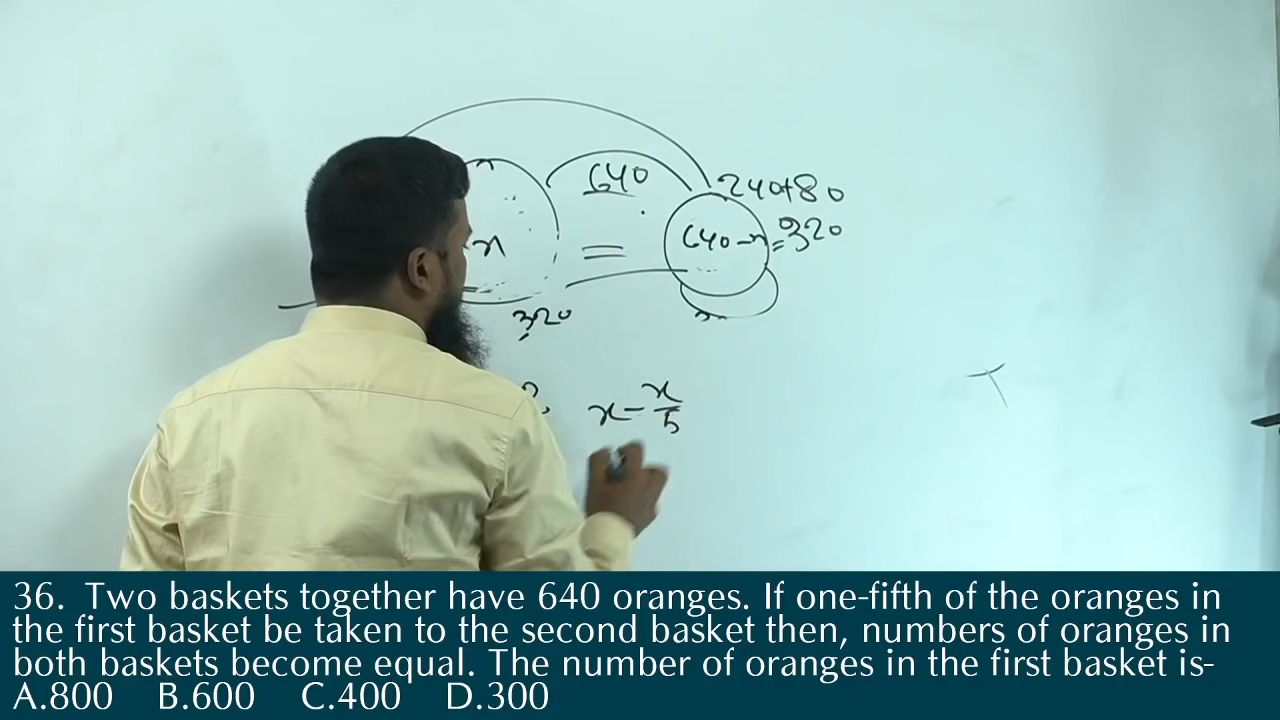 640
240+80
x
=
640-x
=320
320
x - x/5
36. Two baskets together have 640 oranges. If one-fifth of the oranges in
the first basket be taken to the second basket then, numbers of oranges in
both baskets become equal. The number of oranges in the first basket is-
A.800 B.600 C.400 D.300